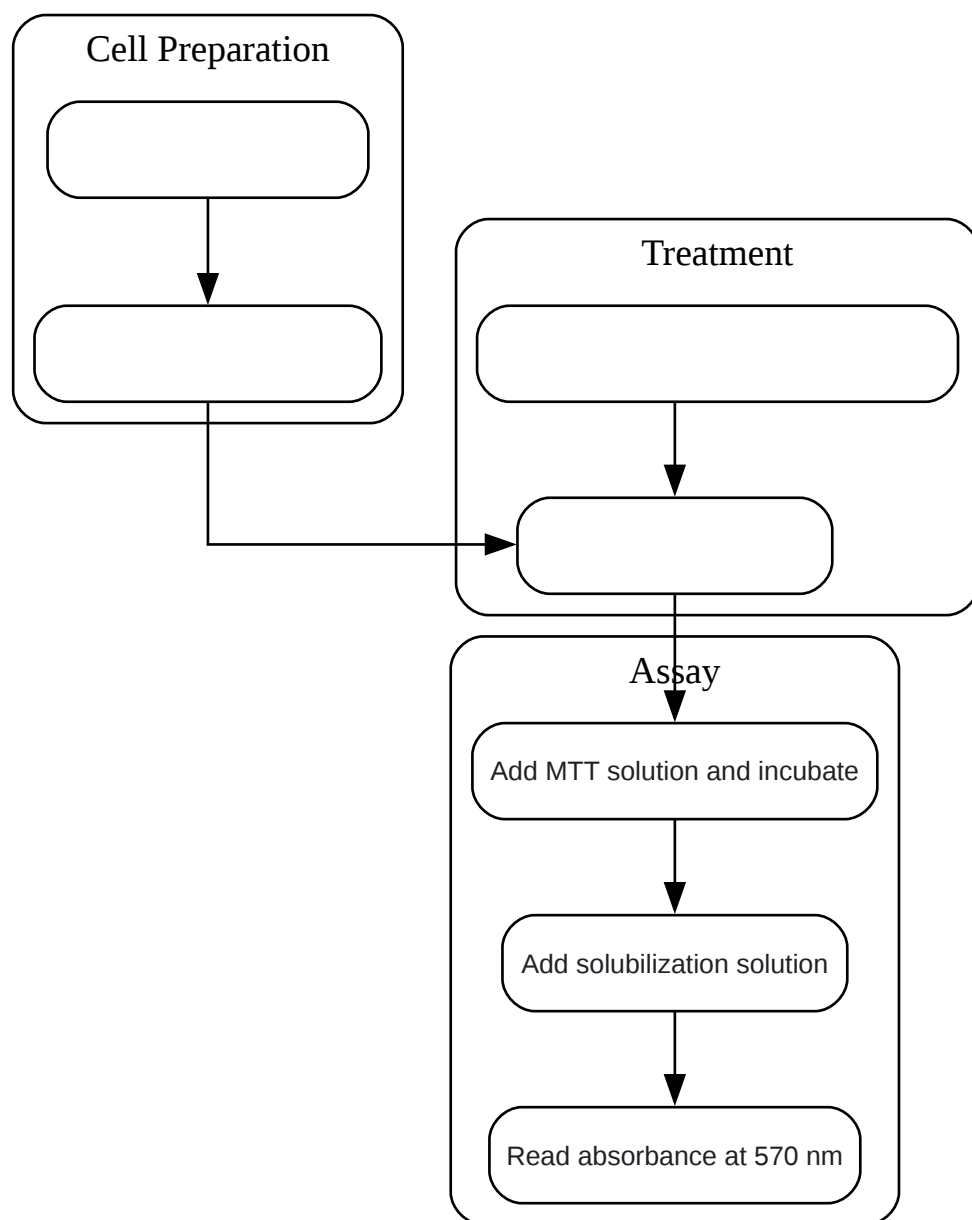 Cell Preparation
Treatment
Assay
Add MTT solution and incubate
Add solubilization solution
Read absorbance at 570 nm